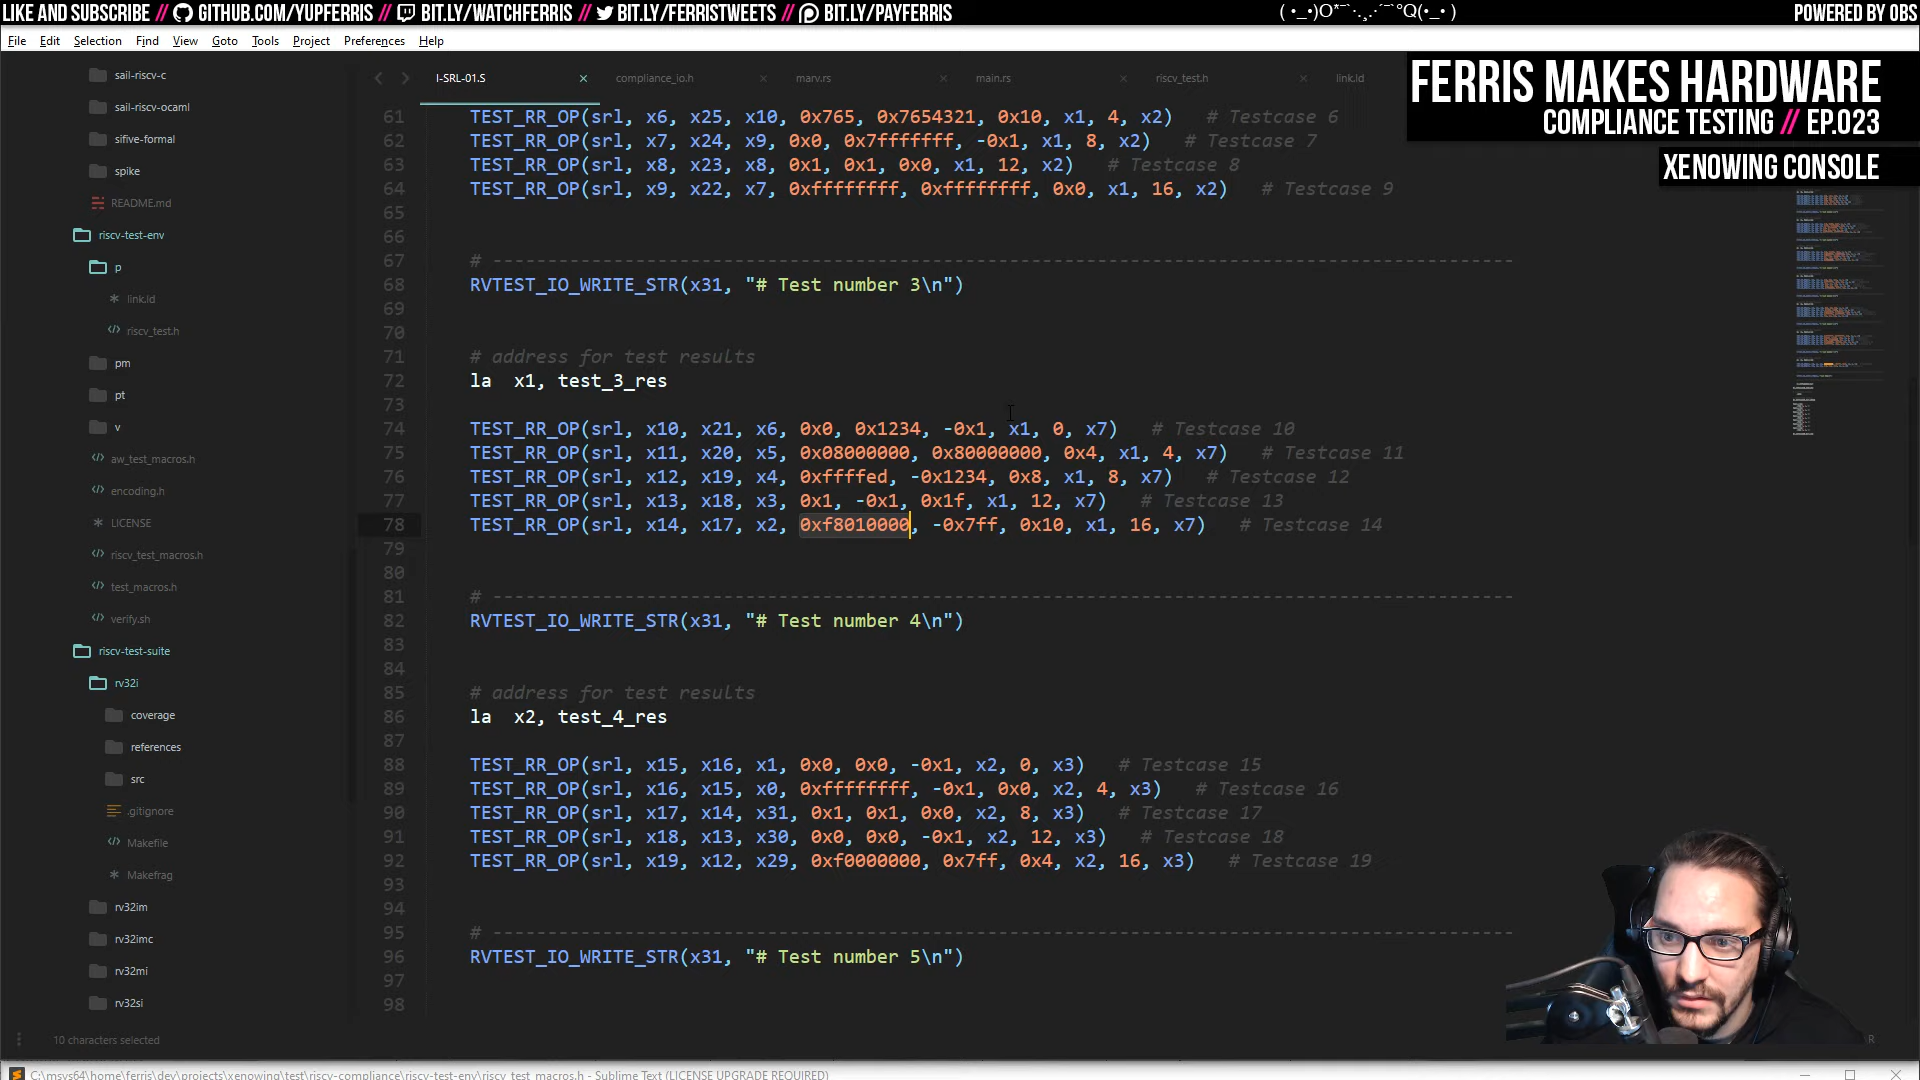 LIKE AND SUBSCRIBE // GITHUB.COM/YUPFERRIS // BIT.LY/WATCHFERRIS // BIT.LY/FERRISTWEETS // BIT.LY/PAYFERRIS
POWERED BY OBS
File Edit Selection Find View Goto Tools Project Preferences Help
I-SRL-01.S compliance_io.h marv.rs main.rs riscv_test.h link.ld
FERRIS MAKES HARDWARE
COMPLIANCE TESTING // EP.023
XENOWING CONSOLE
sail-riscv-c
sail-riscv-ocaml
sifive-formal
spike
README.md
riscv-test-env
p
link.ld
riscv_test.h
pm
pt
v
aw_test_macros.h
encoding.h
LICENSE
riscv_test_macros.h
test_macros.h
verify.sh
riscv-test-suite
rv32i
coverage
references
src
.gitignore
Makefile
Makefrag
rv32im
rv32imc
rv32mi
rv32si
61 TEST_RR_OP(srl, x6, x25, x10, 0x765, 0x7654321, 0x10, x1, 4, x2) # Testcase 6
62 TEST_RR_OP(srl, x7, x24, x9, 0x0, 0x7fffffff, -0x1, x1, 8, x2) # Testcase 7
63 TEST_RR_OP(srl, x8, x23, x8, 0x1, 0x1, 0x0, x1, 12, x2) # Testcase 8
64 TEST_RR_OP(srl, x9, x22, x7, 0xffffffff, 0xffffffff, 0x0, x1, 16, x2) # Testcase 9
65
66
67 # ---------------------------------------------------------------------------------------------
68 RVTEST_IO_WRITE_STR(x31, "# Test number 3\n")
69
70
71 # address for test results
72 la x1, test_3_res
73
74 TEST_RR_OP(srl, x10, x21, x6, 0x0, 0x1234, -0x1, x1, 0, x7) # Testcase 10
75 TEST_RR_OP(srl, x11, x20, x5, 0x08000000, 0x80000000, 0x4, x1, 4, x7) # Testcase 11
76 TEST_RR_OP(srl, x12, x19, x4, 0xffffed, -0x1234, 0x8, x1, 8, x7) # Testcase 12
77 TEST_RR_OP(srl, x13, x18, x3, 0x1, -0x1, 0x1f, x1, 12, x7) # Testcase 13
78 TEST_RR_OP(srl, x14, x17, x2, 0xf8010000, -0x7ff, 0x10, x1, 16, x7) # Testcase 14
79
80
81 # ---------------------------------------------------------------------------------------------
82 RVTEST_IO_WRITE_STR(x31, "# Test number 4\n")
83
84
85 # address for test results
86 la x2, test_4_res
87
88 TEST_RR_OP(srl, x15, x16, x1, 0x0, 0x0, -0x1, x2, 0, x3) # Testcase 15
89 TEST_RR_OP(srl, x16, x15, x0, 0xffffffff, -0x1, 0x0, x2, 4, x3) # Testcase 16
90 TEST_RR_OP(srl, x17, x14, x31, 0x1, 0x1, 0x0, x2, 8, x3) # Testcase 17
91 TEST_RR_OP(srl, x18, x13, x30, 0x0, 0x0, -0x1, x2, 12, x3) # Testcase 18
92 TEST_RR_OP(srl, x19, x12, x29, 0xf0000000, 0x7ff, 0x4, x2, 16, x3) # Testcase 19
93
94
95 # ---------------------------------------------------------------------------------------------
96 RVTEST_IO_WRITE_STR(x31, "# Test number 5\n")
97
98
10 characters selected
C:\msys64\home\ferris\dev\projects\xenowing\test\riscv-compliance\riscv-test-env\riscv_test_macros.h - Sublime Text (LICENSE UPGRADE REQUIRED)